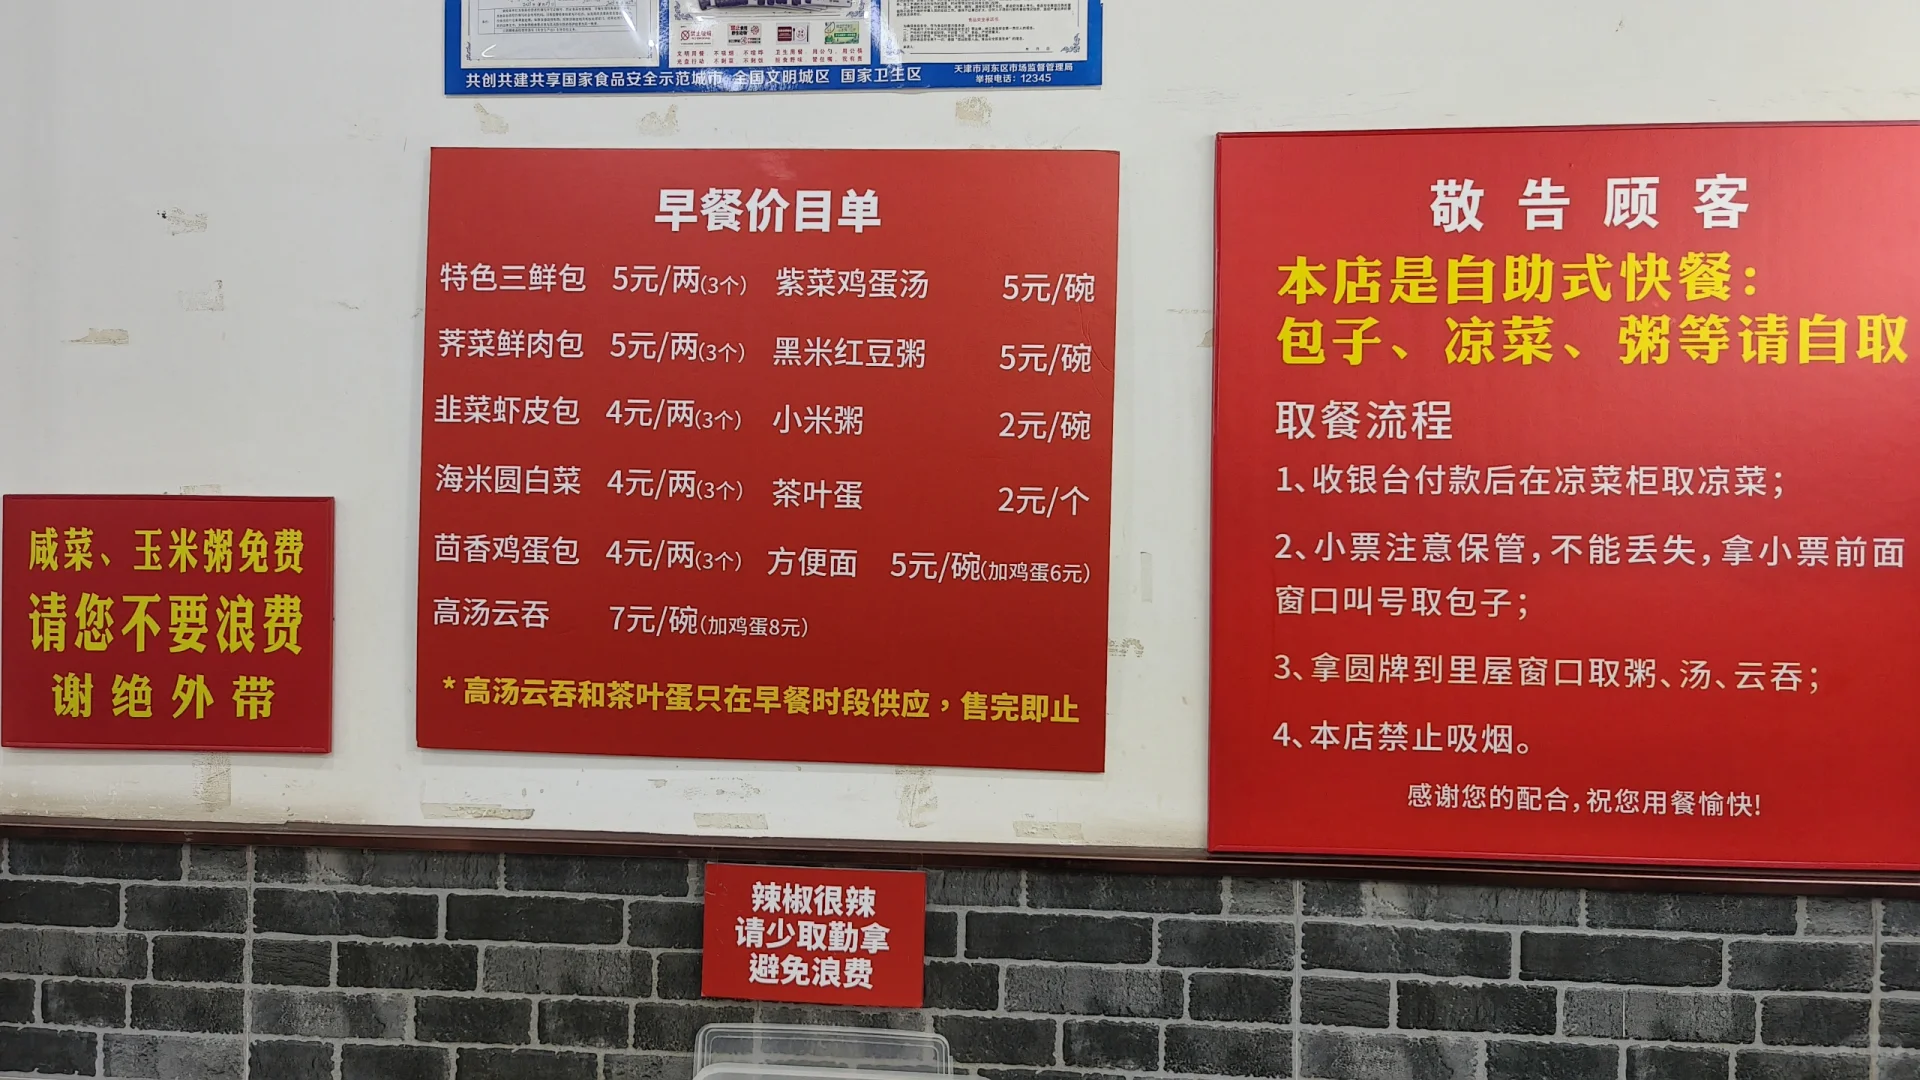 共创共建共享国家食品安全示范城市 全国文明城区 国家卫生区
天津市河东区市场监督管理局
举报电话：12345
早餐价目单
特色三鲜包 5元/两(3个) 紫菜鸡蛋汤 5元/碗
荠菜鲜肉包 5元/两(3个) 黑米红豆粥 5元/碗
韭菜虾皮包 4元/两(3个) 小米粥 2元/碗
海米圆白菜 4元/两(3个) 茶叶蛋 2元/个
茴香鸡蛋包 4元/两(3个) 方便面 5元/碗(加鸡蛋6元)
高汤云吞 7元/碗(加鸡蛋8元)
*高汤云吞和茶叶蛋只在早餐时段供应，售完即止
咸菜、玉米粥免费
请您不要浪费
谢绝外带
敬告顾客
本店是自助式快餐：
包子、凉菜、粥等请自取
取餐流程
1、收银台付款后在凉菜柜取凉菜；
2、小票注意保管，不能丢失，拿小票前面
窗口叫号取包子；
3、拿圆牌到里屋窗口取粥、汤、云吞；
4、本店禁止吸烟。
感谢您的配合，祝您用餐愉快！
辣椒很辣
请少取勤拿
避免浪费